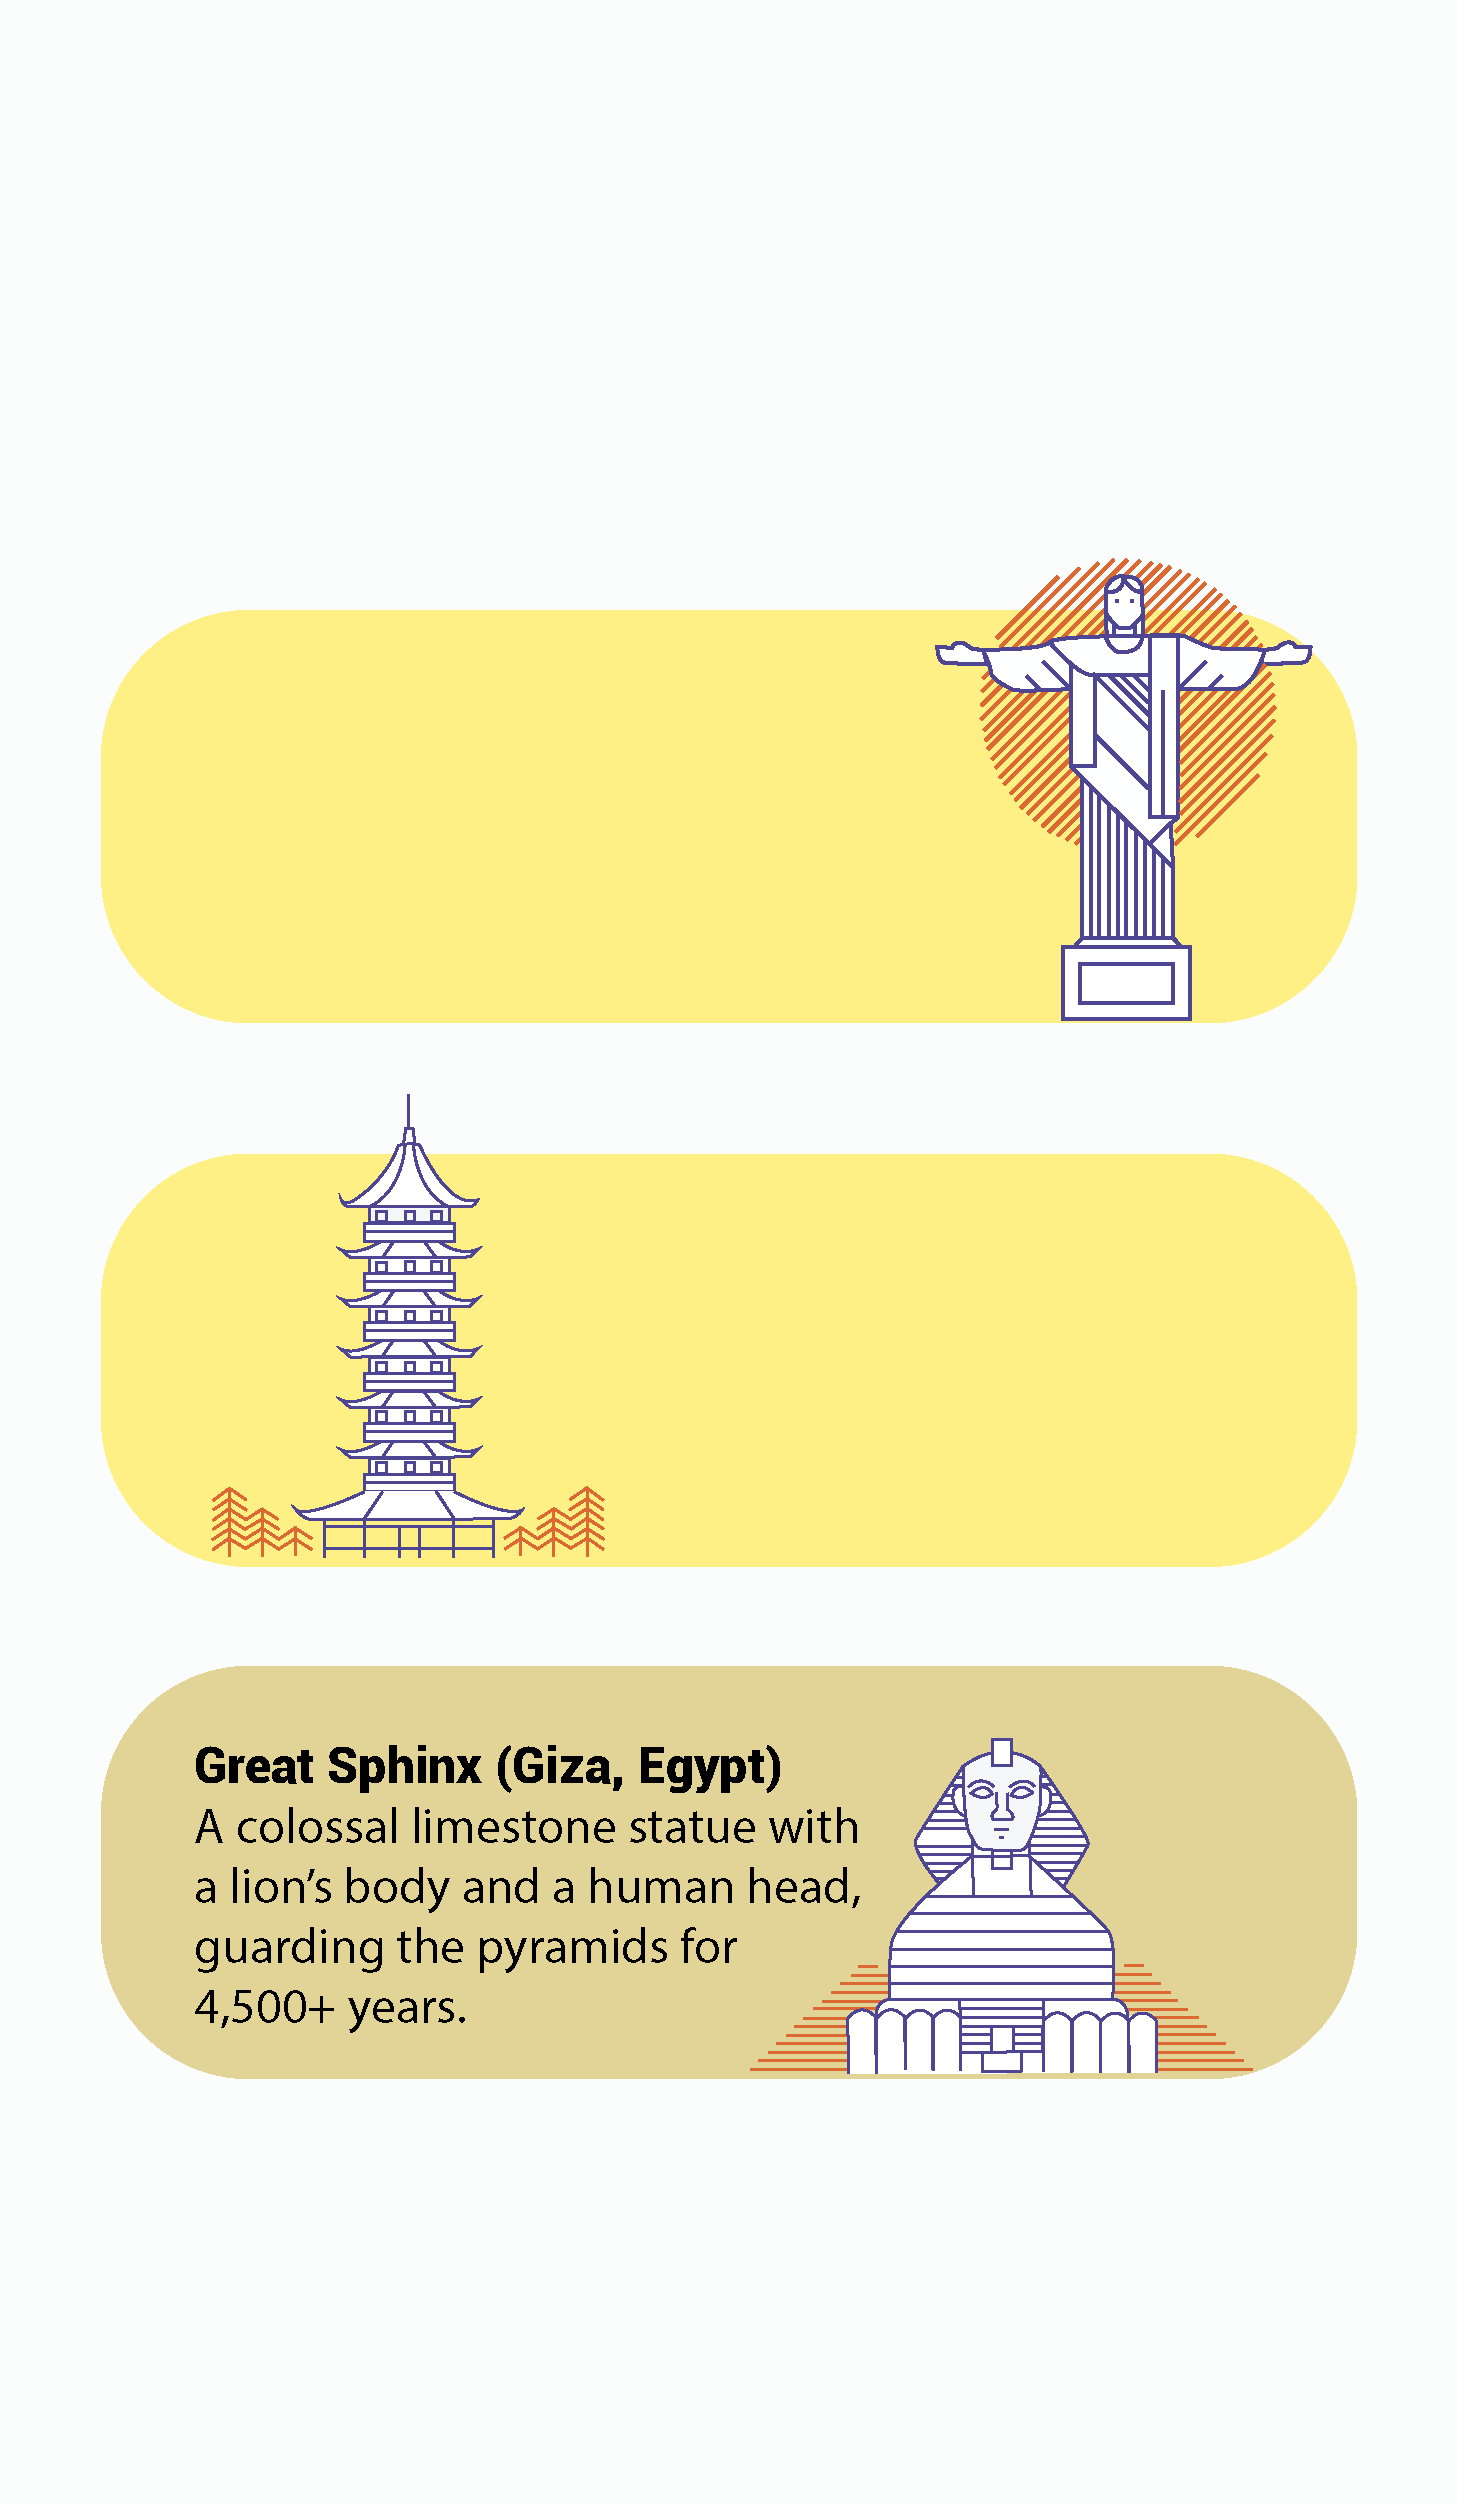 Great Sphinx (Giza, Egypt)
A colossal limestone statue with
a lion’s body and a human head,
guarding the pyramids for
4,500+ years.